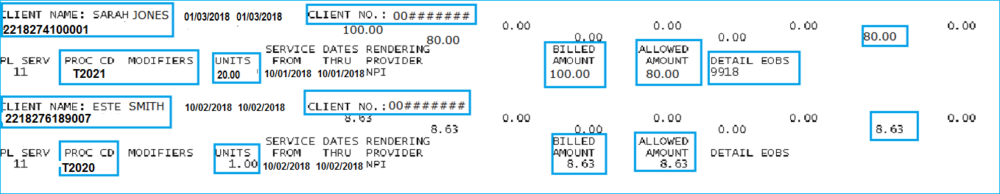 CLIENT NAME: SARAH JONES 01/03/2018 01/03/2018 CLIENT NO.: 00#######
2218274100001 100.00 0.00 0.00 0.00 0.00
80.00 0.00 0.00 80.00
SERVICE DATES RENDERING BILLED ALLOWED
PL SERV PROC CD MODIFIERS UNITS FROM THRU PROVIDER AMOUNT AMOUNT DETAIL EOBS
11 T2021 20.00 10/01/2018 10/01/2018 NPI 100.00 80.00 9918
CLIENT NAME: ESTE SMITH 10/02/2018 10/02/2018 CLIENT NO.:00#######
2218276189007 8.63 0.00 0.00 0.00 0.00
8.63 0.00 0.00 8.63
SERVICE DATES RENDERING BILLED ALLOWED
PL SERV PROC CD MODIFIERS UNITS FROM THRU PROVIDER AMOUNT AMOUNT DETAIL EOBS
11 T2020 1.00 10/02/2018 10/02/2018 NPI 8.63 8.63